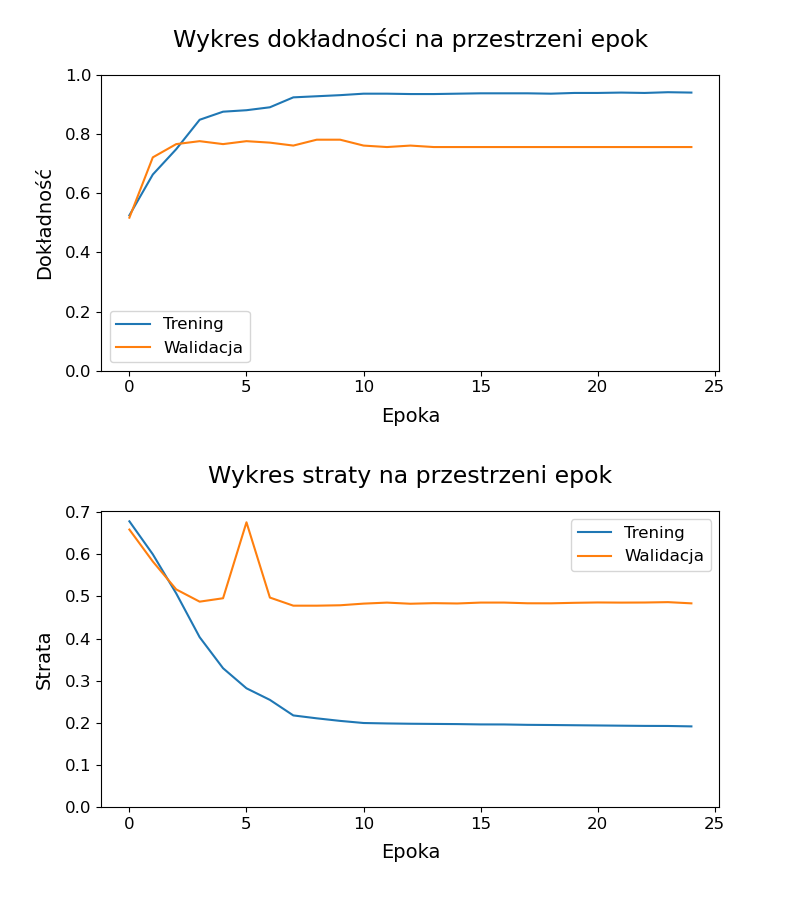 Wykres dokładności na przestrzeni epok
1.0
0.8
0.6
0.4
0.2
0.0
Dokładność
Trening
Walidacja
0 5 10 15 20 25
Epoka
Wykres straty na przestrzeni epok
0.7
0.6
0.5
0.4
0.3
0.2
0.1
0.0
Strata
Trening
Walidacja
0 5 10 15 20 25
Epoka